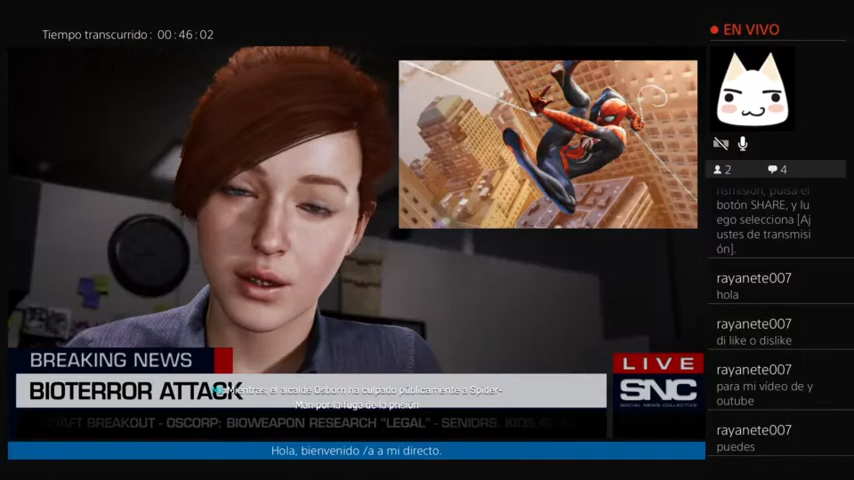 Tiempo transcurrido: 00:46:02
EN VIVO
2 4
nsmisión, pulsa el
botón SHARE, y lu
ego selecciona [Aj
ustes de transmisi
ón].
rayanete007
hola
rayanete007
di like o dislike
rayanete007
para mi vídeo de y
outube
rayanete007
puedes
BREAKING NEWS
BIOTERROR ATTACK
Mientras, el alcalde Osborn ha culpado públicamente a Spider-
Man por la fuga de la prisión
BREAKOUT - OSCORP: BIOWEAPON RESEARCH "LEGAL" - SENIORS, KIDS
LIVE
SNC
SOCIAL NEWS COLLECTIVE
Hola, bienvenido /a a mi directo.